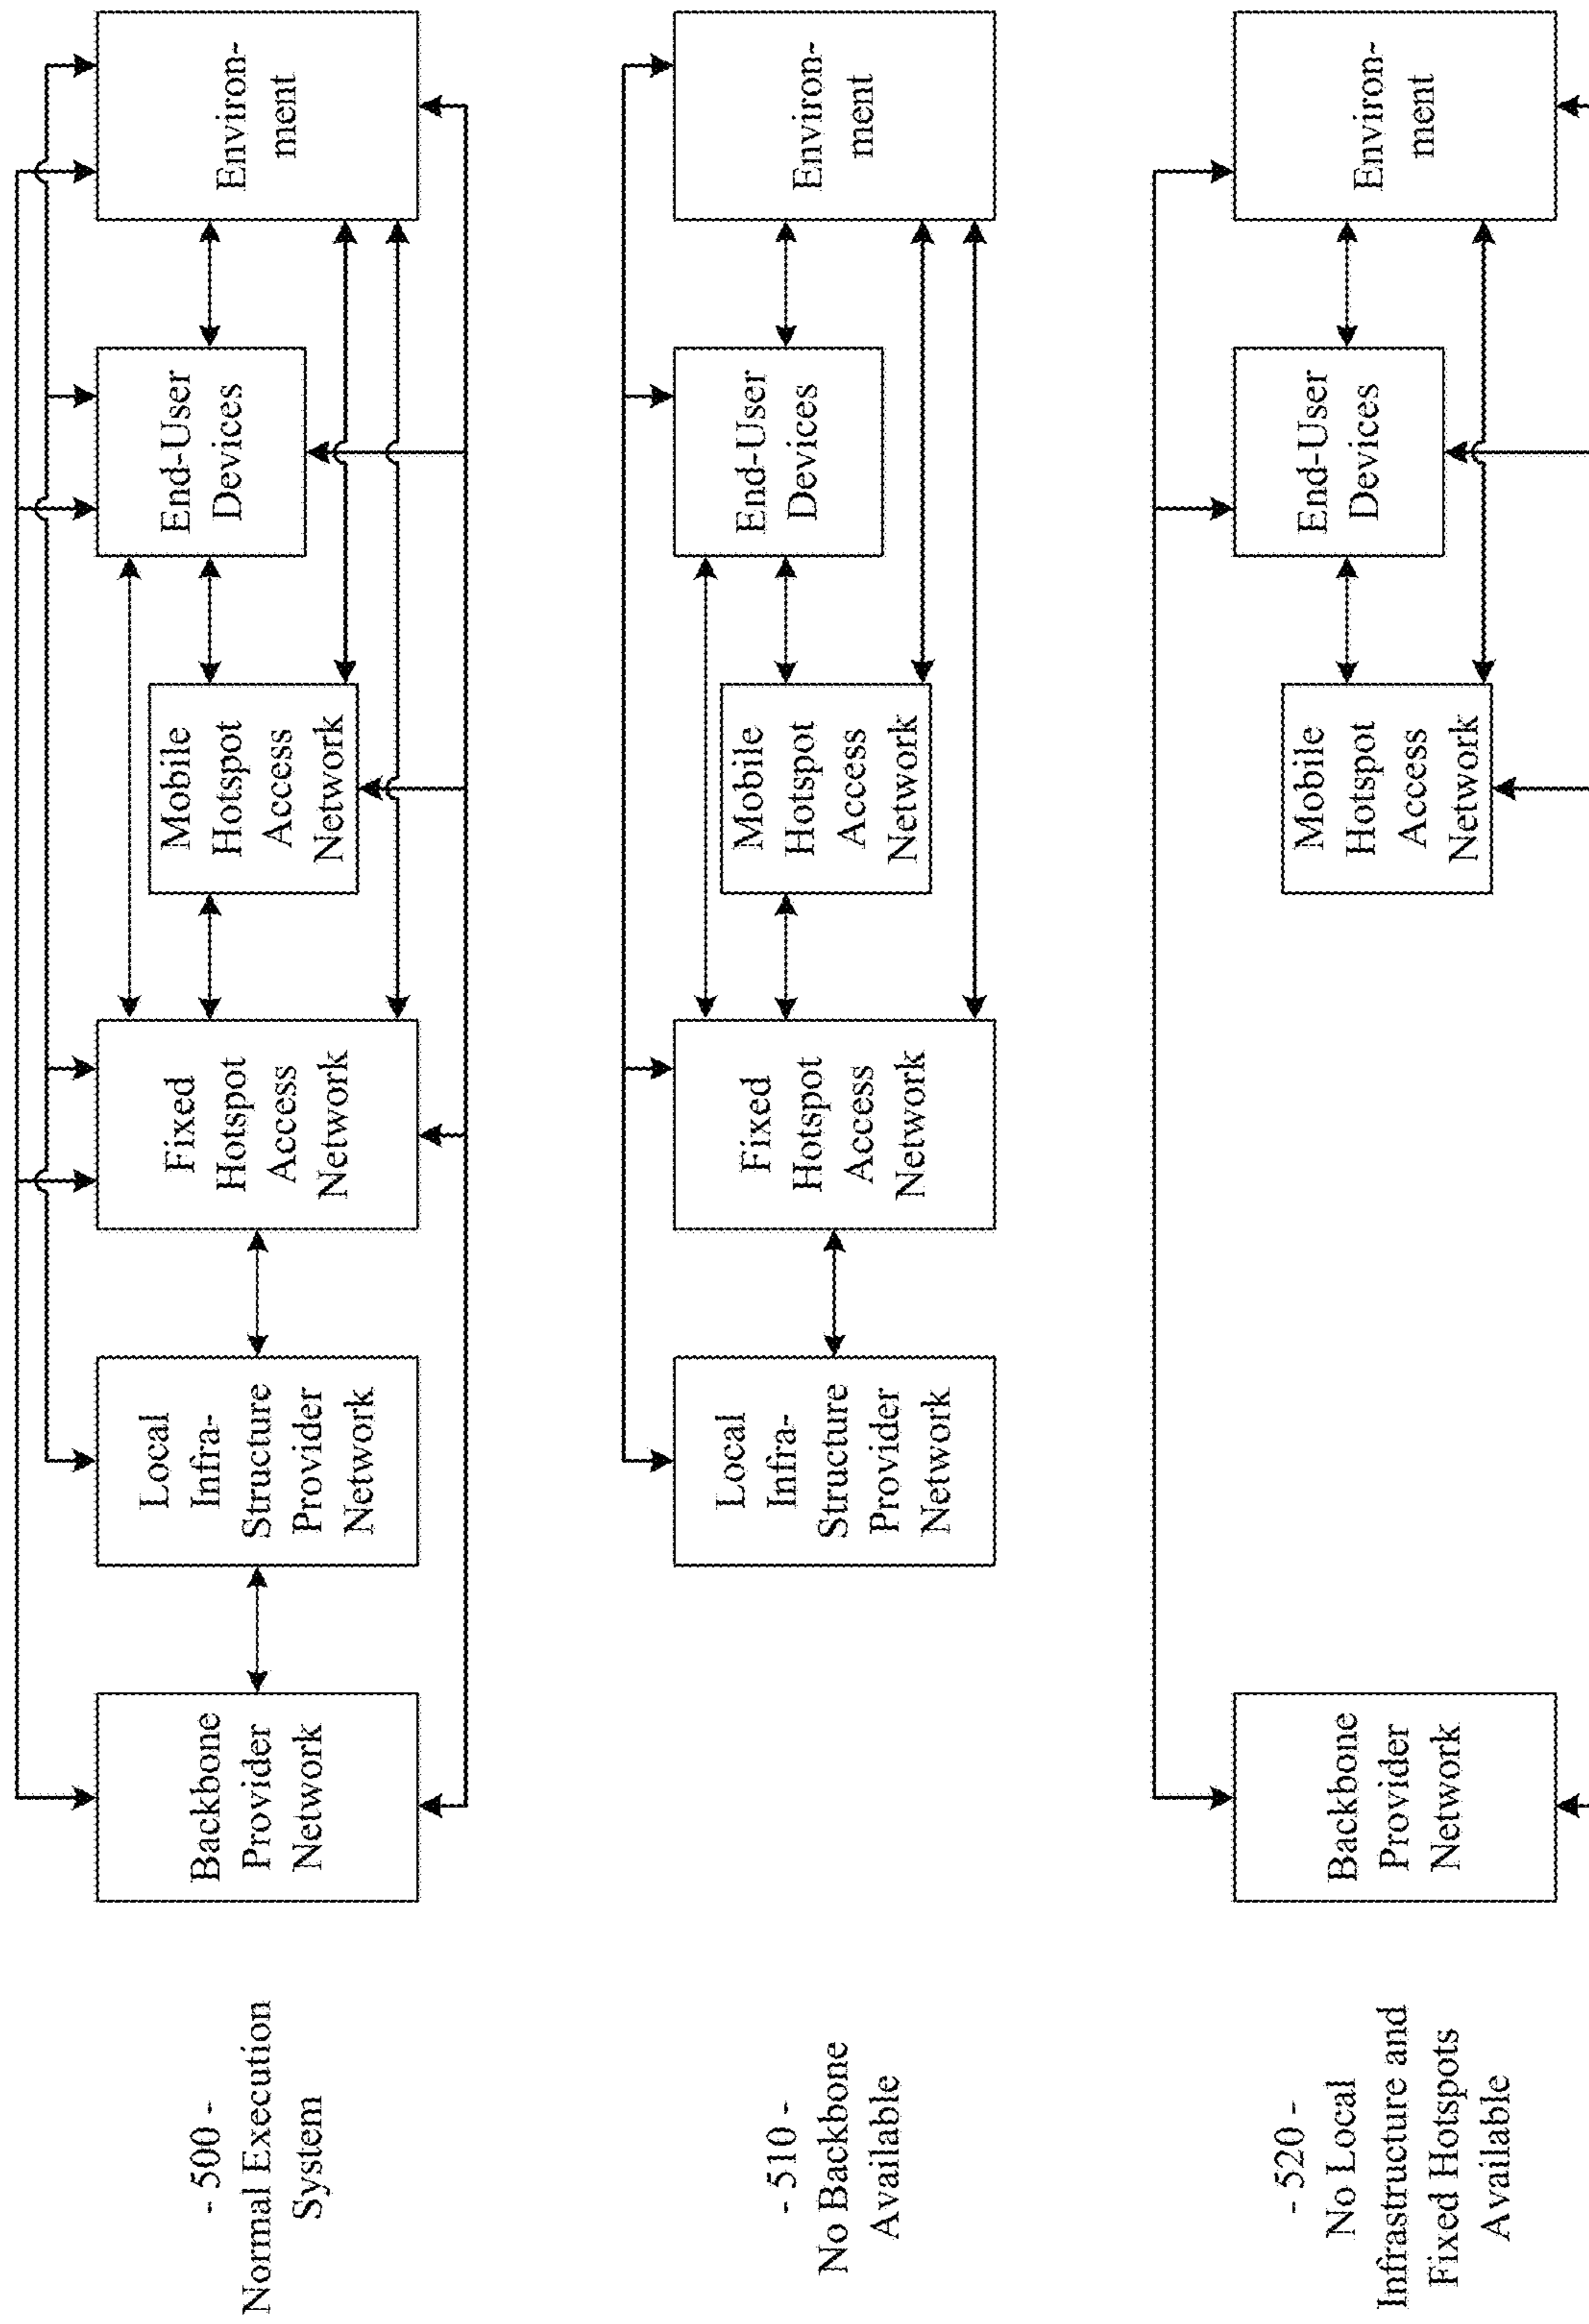 - 500 -
Normal Execution
System
Backbone
Provider
Network
Local
Infra-
Structure
Provider
Network
Fixed
Hotspot
Access
Network
Mobile
Hotspot
Access
Network
End-User
Devices
Environ-
ment
- 510 -
No Backbone
Available
Local
Infra-
Structure
Provider
Network
Fixed
Hotspot
Access
Network
Mobile
Hotspot
Access
Network
End-User
Devices
Environ-
ment
- 520 -
No Local
Infrastructure and
Fixed Hotspots
Available
Backbone
Provider
Network
Mobile
Hotspot
Access
Network
End-User
Devices
Environ-
ment